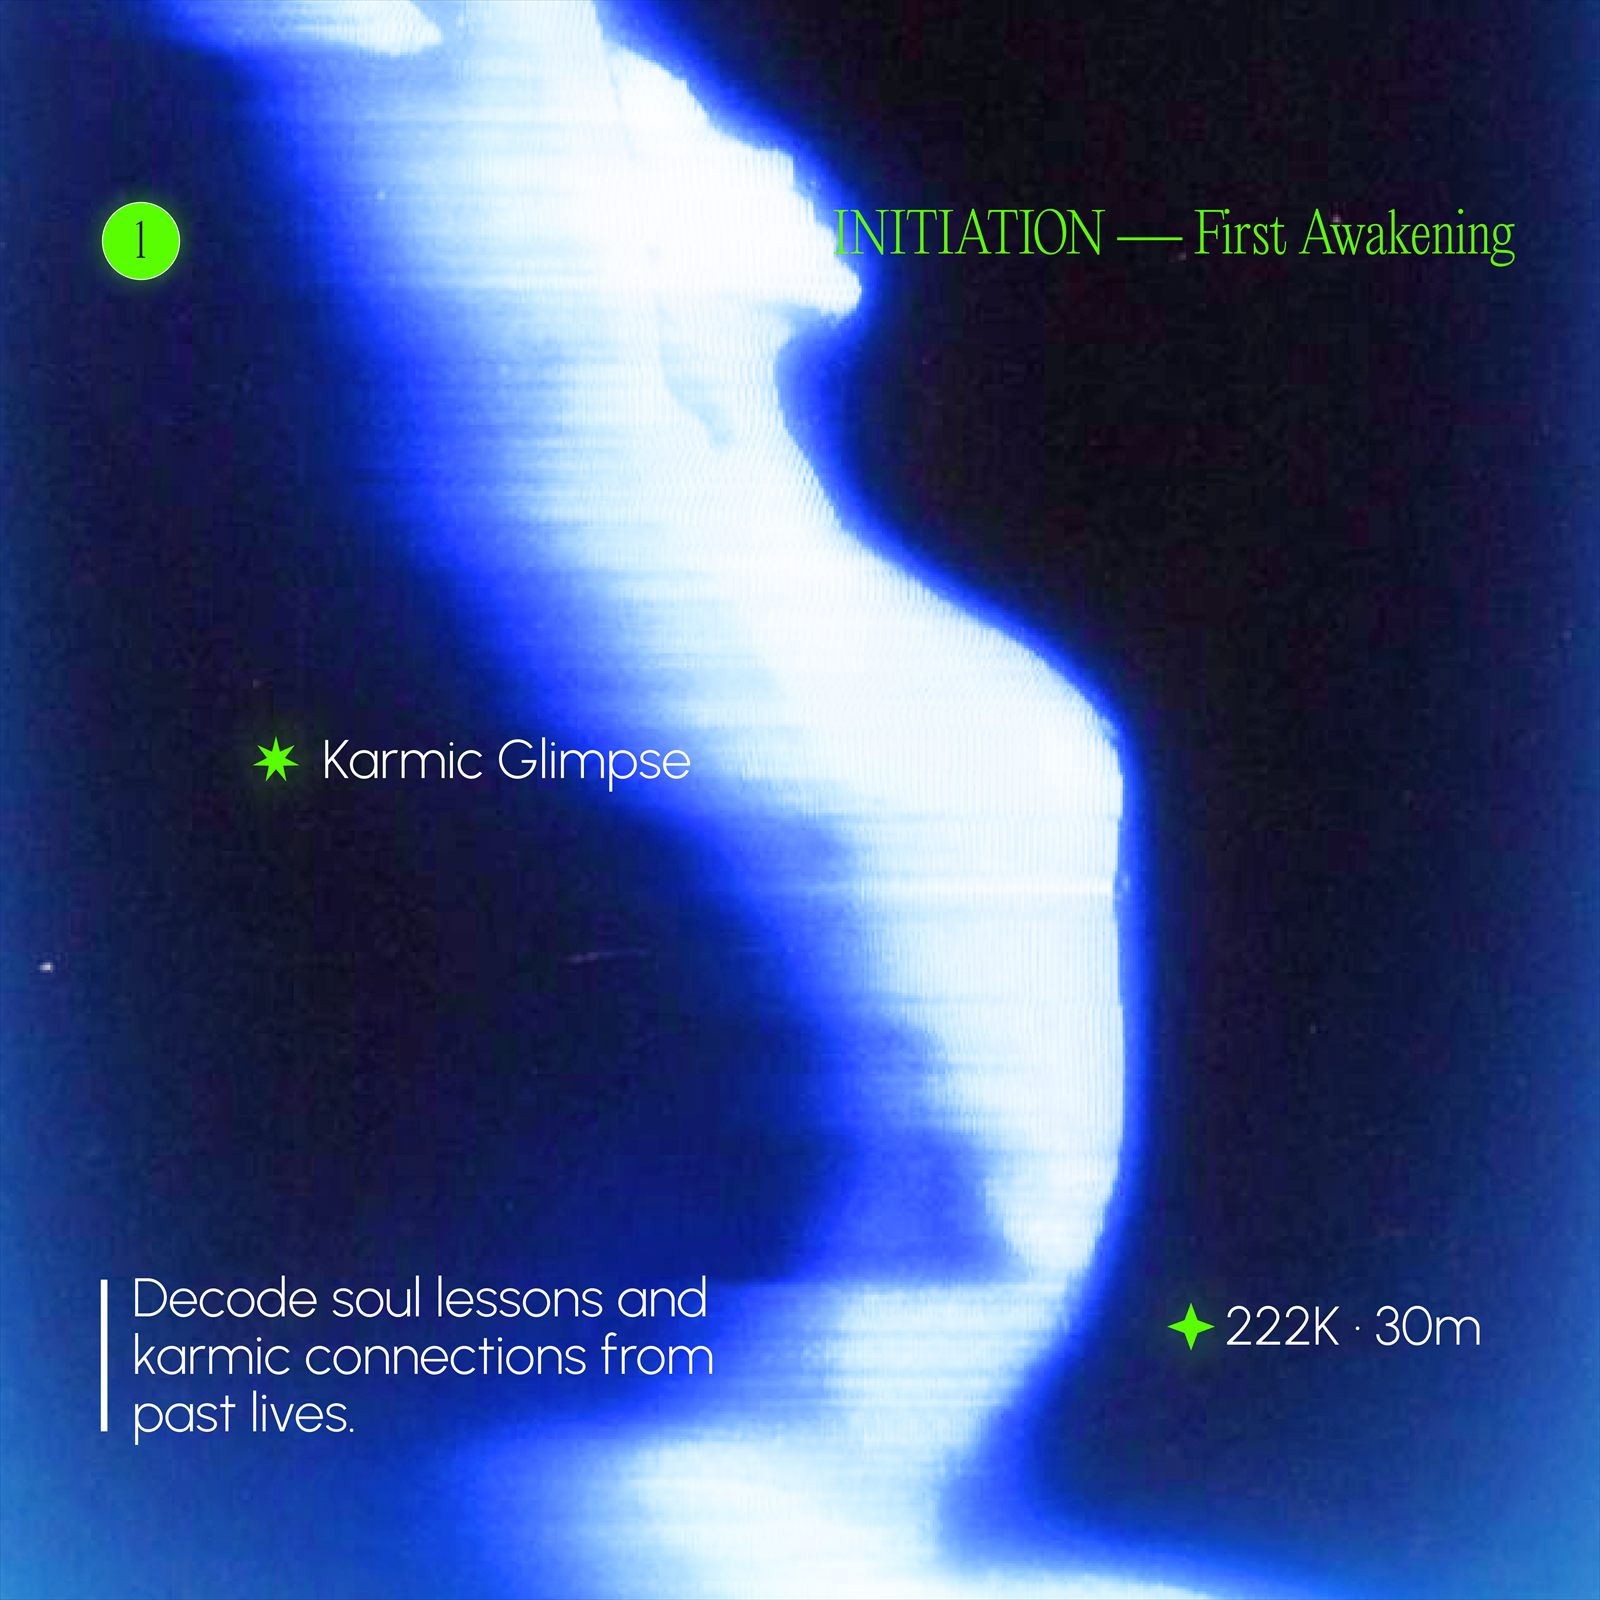 1
INITIATION — First Awakening
Karmic Glimpse
Decode soul lessons and
karmic connections from
past lives.
222K · 30m